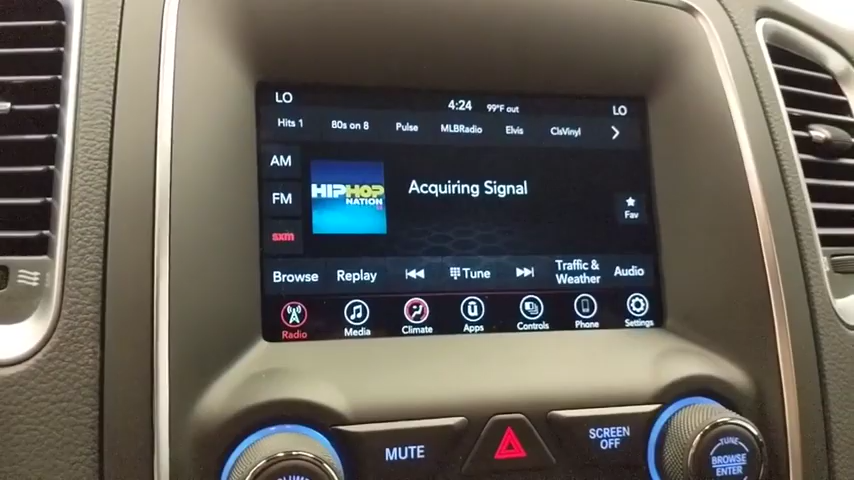 LO 4:24 99°F out LO
Hits 1 80s on 8 Pulse MLBRadio Elvis ClsVinyl
AM
FM
sxm
HIPHOP
NATION
Acquiring Signal
Fav
Browse Replay Tune Traffic & Weather Audio
Radio Media Climate Apps Controls Phone Settings
MUTE
SCREEN
OFF
VOLUME
TUNE
BROWSE
ENTER